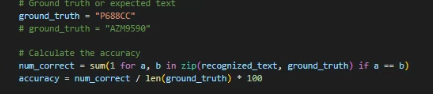 # Ground truth or expected text
ground_truth = "P688CC"
# ground_truth = "AZM9590"
# Calculate the accuracy
num_correct = sum(1 for a, b in zip(recognized_text, ground_truth) if a == b)
accuracy = num_correct / len(ground_truth) * 100